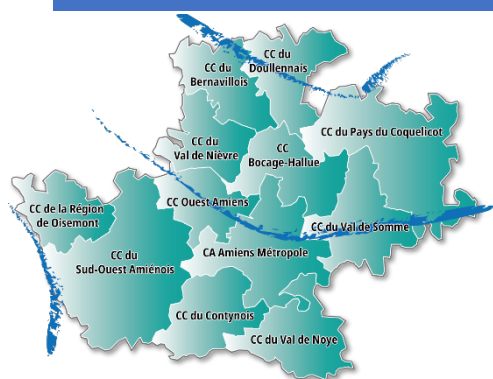 CC du
Bernavillois
CC du
Doullennais
CC du Pays du Coquelicot
CC du
Val de Nièvre
CC
Bocage-Hallue
CC de la Région
de Oisemont
CC Ouest Amiens
CC du Val de Somme
CC du
Sud-Ouest Amiénois
CA Amiens Métropole
CC du Contynois
CC du Val de Noye